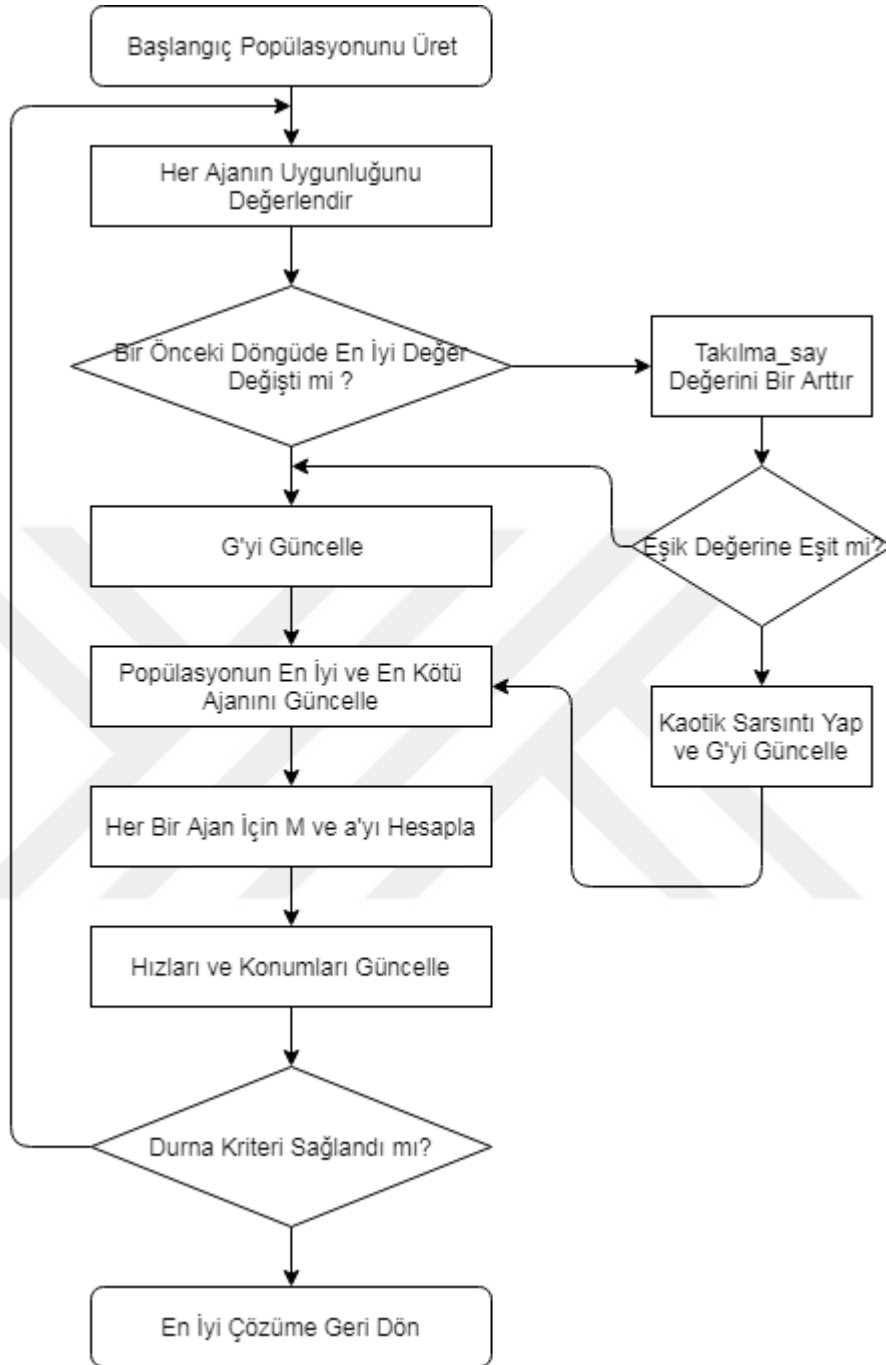 Başlangıç Popülasyonunu Üret
Her Ajanın Uygunluğunu
Değerlendir
Bir Önceki Döngüde En İyi Değer
Değişti mi ?
Takılma_say
Değerini Bir Arttır
Eşik Değerine Eşit mi?
G'yi Güncelle
Popülasyonun En İyi ve En Kötü
Ajanını Güncelle
Kaotik Sarsıntı Yap
ve G'yi Güncelle
Her Bir Ajan İçin M ve a'yı Hesapla
Hızları ve Konumları Güncelle
Durna Kriteri Sağlandı mı?
En İyi Çözüme Geri Dön